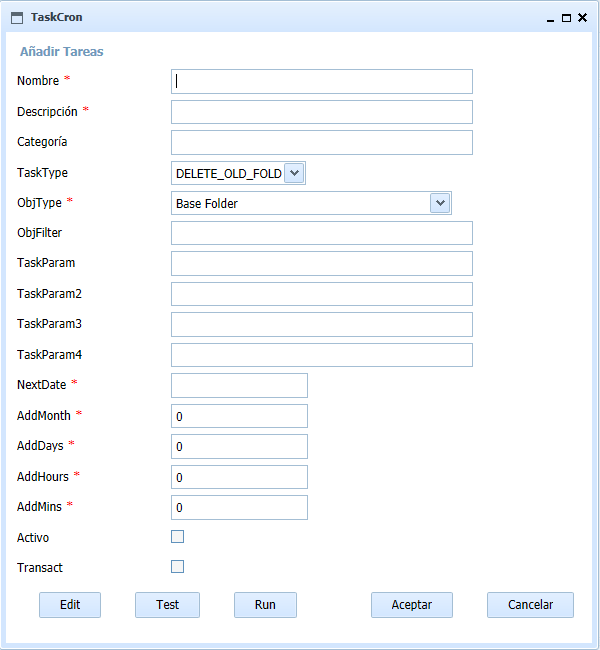 TaskCron
Añadir Tareas
Nombre *
Descripción *
Categoría
TaskType DELETE_OLD_FOLD
ObjType * Base Folder
ObjFilter
TaskParam
TaskParam2
TaskParam3
TaskParam4
NextDate *
AddMonth * 0
AddDays * 0
AddHours * 0
AddMins * 0
Activo
Transact
Edit Test Run Aceptar Cancelar